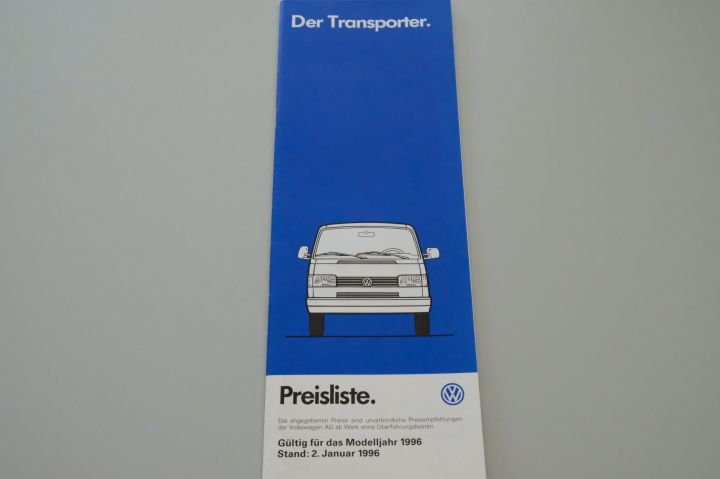 Der Transporter.
Preisliste.
Die angegebenen Preise sind unverbindliche Preisempfehlungen
der Volkswagen AG ab Werk ohne Überführungskosten.
Gültig für das Modelljahr 1996
Stand: 2. Januar 1996